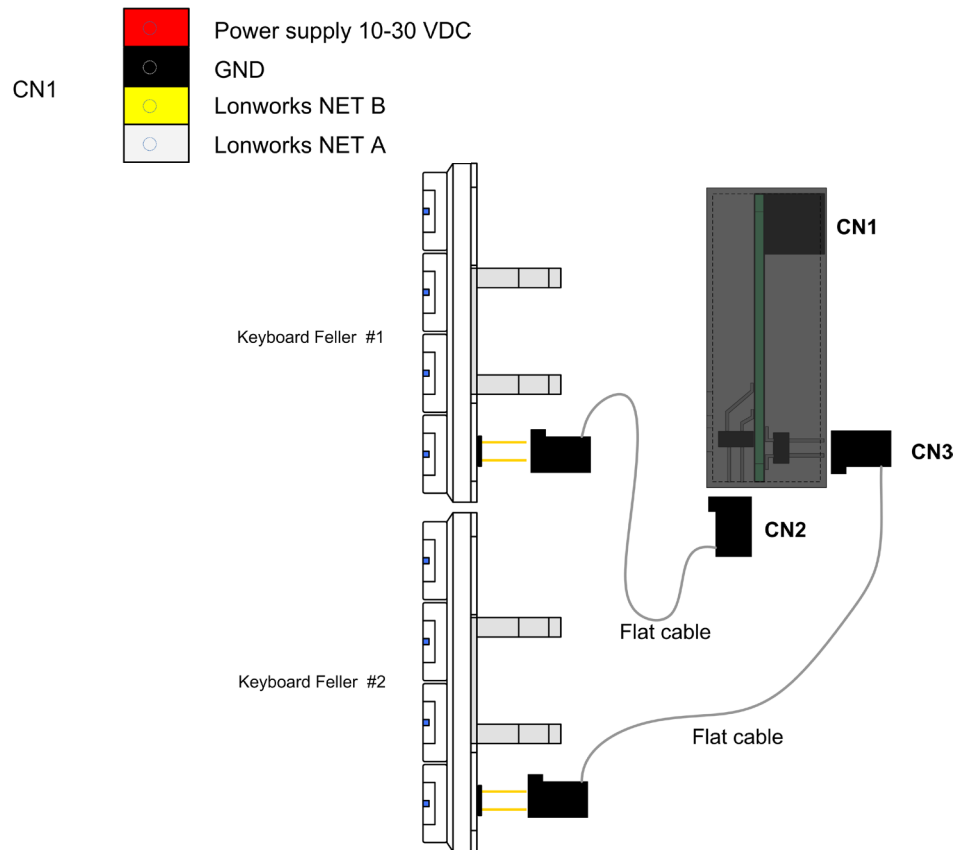 Power supply 10-30 VDC
GND
CN1
Lonworks NET B
Lonworks NET A
CN1
Keyboard Feller #1
CN3
CN2
Flat cable
Keyboard Feller #2
Flat cable